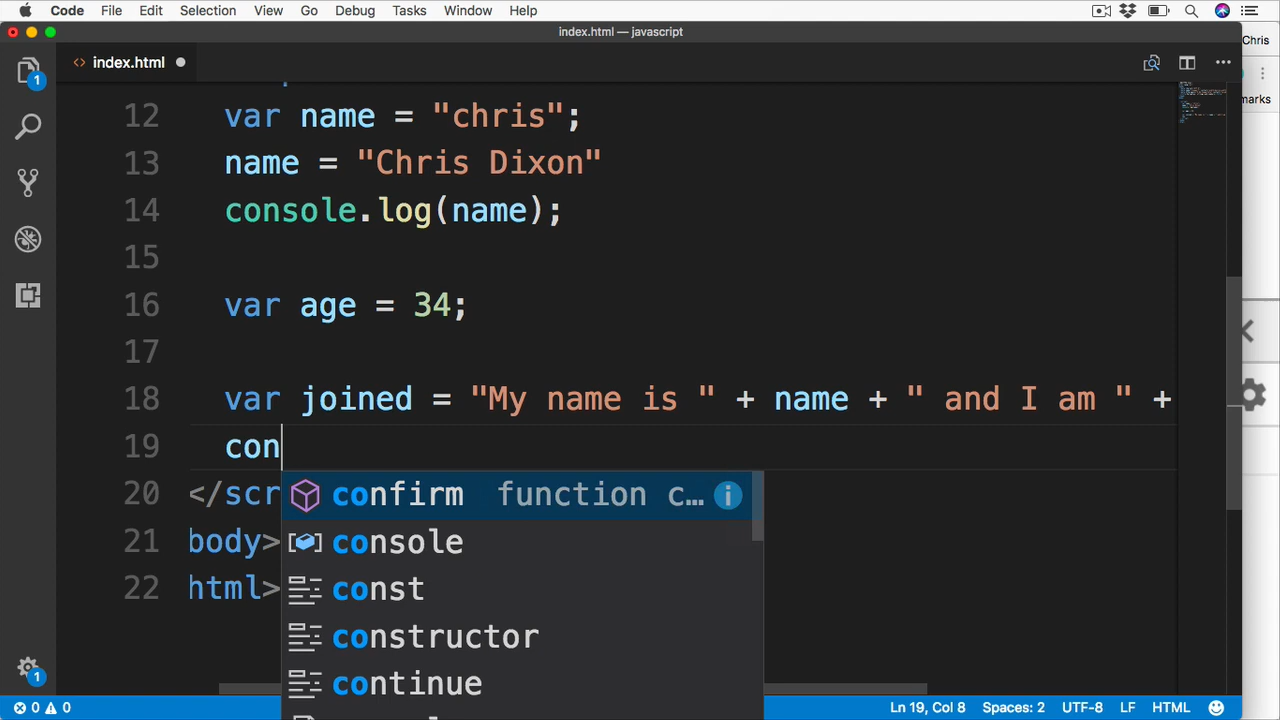 Code File Edit Selection View Go Debug Tasks Window Help
index.html — javascript
Chris
<> index.html
marks
1
12 var name = "chris";
13 name = "Chris Dixon"
14 console.log(name);
15
16 var age = 34;
17
18 var joined = "My name is " + name + " and I am " +
19 con
20 </scr
confirm function c…
21 body>
console
22 html>
const
constructor
continue
1
0 0
Ln 19, Col 8 Spaces: 2 UTF-8 LF HTML